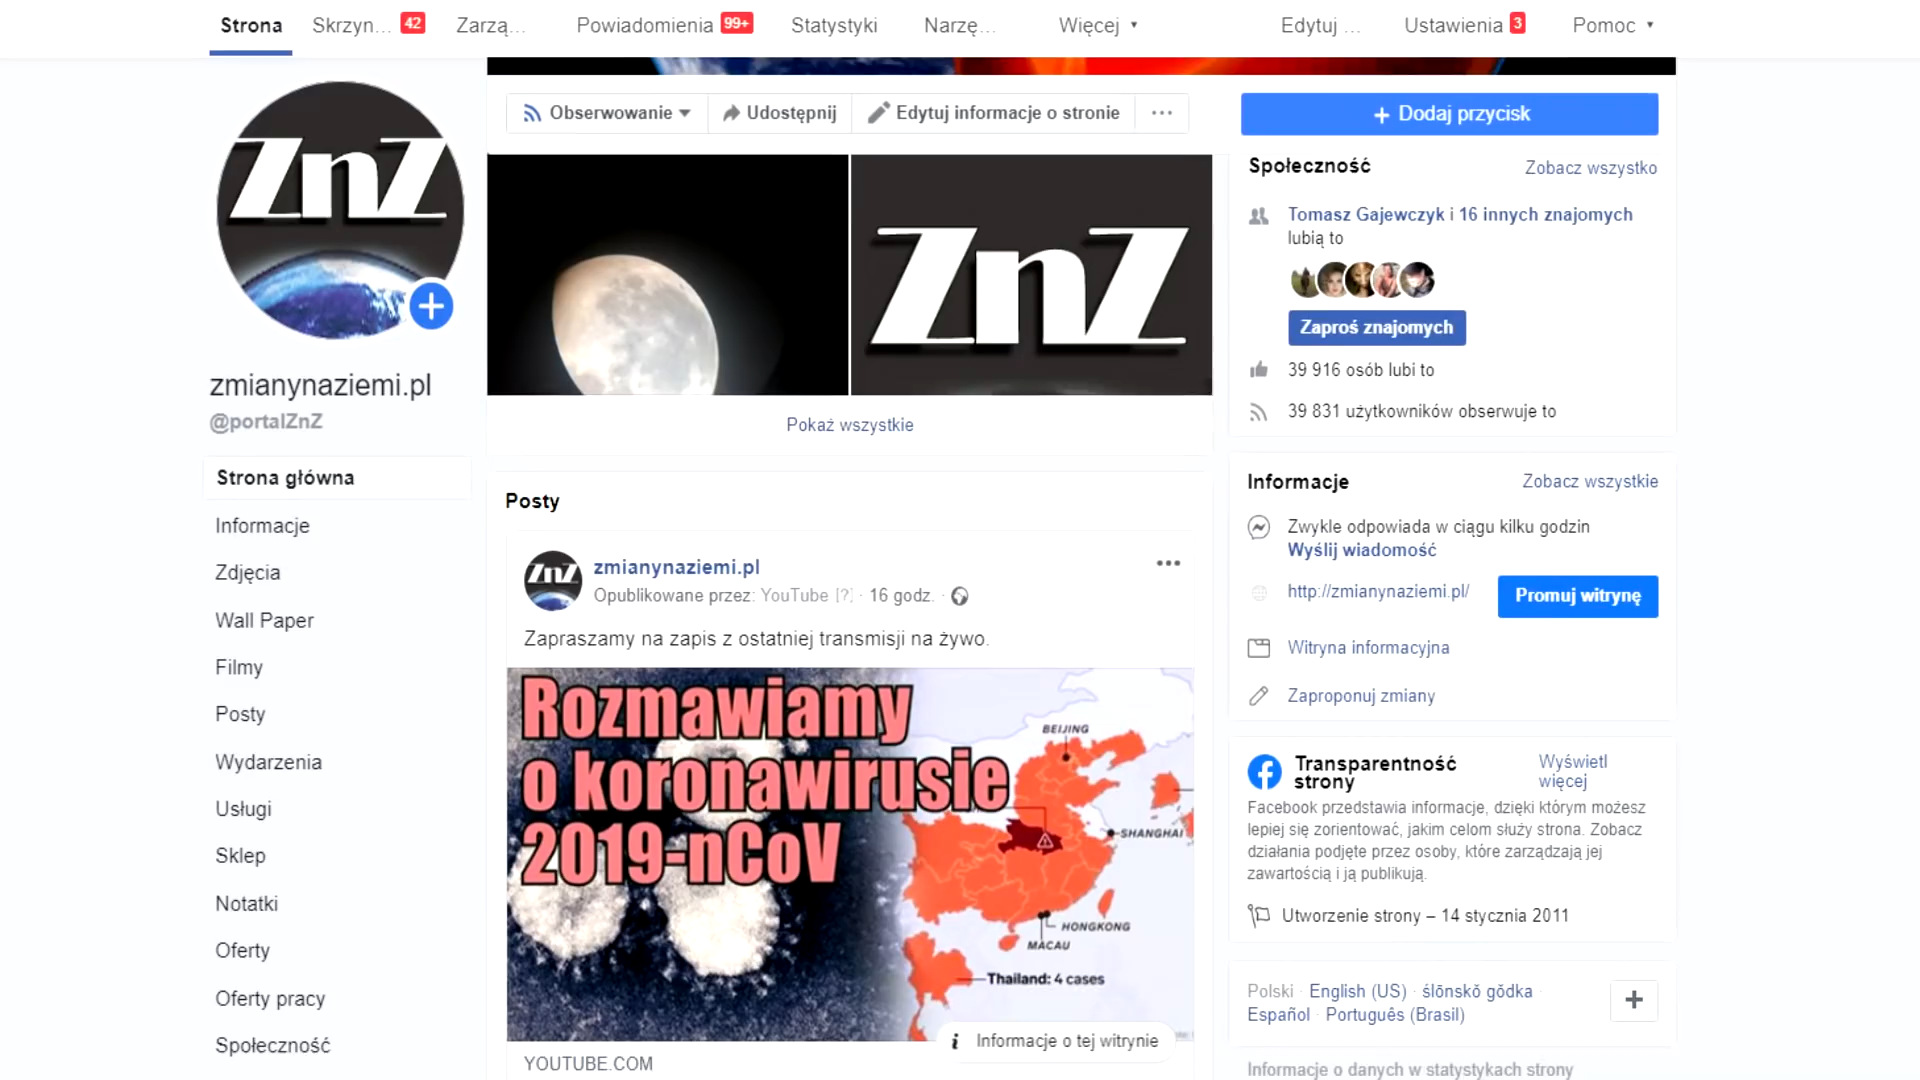 Strona
Skrzyn... 42
Zarzą...
Powiadomienia 99+
Statystyki
Narzę...
Więcej
Edytuj ...
Ustawienia 3
Pomoc
ZnZ
zmianynaziemi.pl
@portalZnZ
Strona główna
Informacje
Zdjęcia
Wall Paper
Filmy
Posty
Wydarzenia
Usługi
Sklep
Notatki
Oferty
Oferty pracy
Społeczność
Obserwowanie
Udostępnij
Edytuj informacje o stronie
ZnZ
Pokaż wszystkie
Posty
ZnZ
zmianynaziemi.pl
Opublikowane przez: YouTube [?] · 16 godz. ·
Zapraszamy na zapis z ostatniej transmisji na żywo.
Rozmawiamy
o koronawirusie
2019-nCoV
BEIJING
SHANGHAI
HONGKONG
MACAU
Thailand: 4 cases
Informacje o tej witrynie
YOUTUBE.COM
+ Dodaj przycisk
Społeczność
Zobacz wszystko
Tomasz Gajewczyk i 16 innych znajomych
lubią to
Zaproś znajomych
39 916 osób lubi to
39 831 użytkowników obserwuje to
Informacje
Zobacz wszystkie
Zwykle odpowiada w ciągu kilku godzin
Wyślij wiadomość
http://zmianynaziemi.pl/
Promuj witrynę
Witryna informacyjna
Zaproponuj zmiany
Transparentność
strony
Wyświetl
więcej
Facebook przedstawia informacje, dzięki którym możesz
lepiej się zorientować, jakim celom służy strona. Zobacz
działania podjęte przez osoby, które zarządzają jej
zawartością i ją publikują.
Utworzenie strony – 14 stycznia 2011
Polski · English (US) · ślōnskŏ gŏdka ·
Español · Português (Brasil)
Informacje o danych w statystykach strony